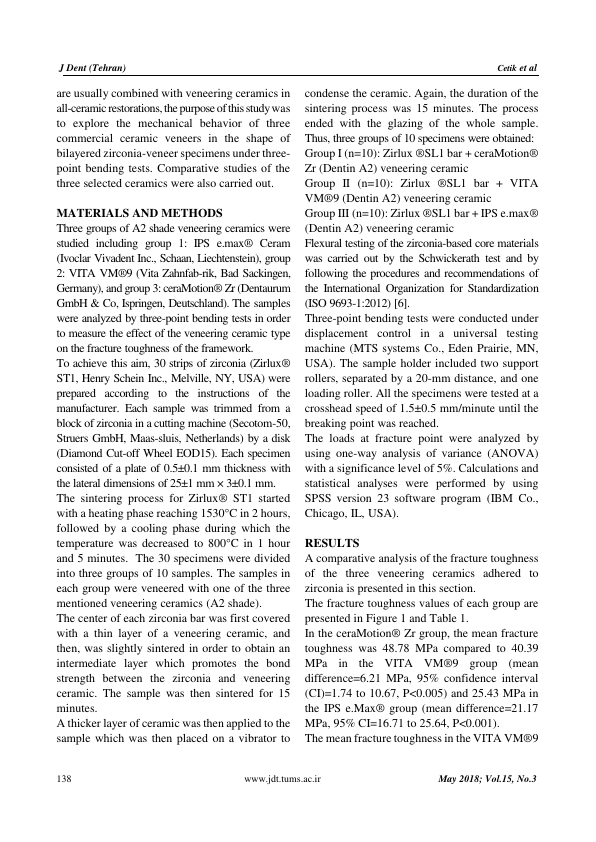 J Dent (Tehran)
Cetik et al
are usually combined with veneering ceramics in
all-ceramic restorations, the purpose of this study was
to explore the mechanical behavior of three
commercial ceramic veneers in the shape of
bilayered zirconia-veneer specimens under three-
point bending tests. Comparative studies of the
three selected ceramics were also carried out.
MATERIALS AND METHODS
Three groups of A2 shade veneering ceramics were
studied including group 1: IPS e.max® Ceram
(Ivoclar Vivadent Inc., Schaan, Liechtenstein), group
2: VITA VM®9 (Vita Zahnfab-rik, Bad Sackingen,
Germany), and group 3: ceraMotion® Zr (Dentaurum
GmbH & Co, Ispringen, Deutschland). The samples
were analyzed by three-point bending tests in order
to measure the effect of the veneering ceramic type
on the fracture toughness of the framework.
To achieve this aim, 30 strips of zirconia (Zirlux®
ST1, Henry Schein Inc., Melville, NY, USA) were
prepared according to the instructions of the
manufacturer. Each sample was trimmed from a
block of zirconia in a cutting machine (Secotom-50,
Struers GmbH, Maas-sluis, Netherlands) by a disk
(Diamond Cut-off Wheel EOD15). Each specimen
consisted of a plate of 0.5±0.1 mm thickness with
the lateral dimensions of 25±1 mm × 3±0.1 mm.
The sintering process for Zirlux® ST1 started
with a heating phase reaching 1530°C in 2 hours,
followed by a cooling phase during which the
temperature was decreased to 800°C in 1 hour
and 5 minutes. The 30 specimens were divided
into three groups of 10 samples. The samples in
each group were veneered with one of the three
mentioned veneering ceramics (A2 shade).
The center of each zirconia bar was first covered
with a thin layer of a veneering ceramic, and
then, was slightly sintered in order to obtain an
intermediate layer which promotes the bond
strength between the zirconia and veneering
ceramic. The sample was then sintered for 15
minutes.
A thicker layer of ceramic was then applied to the
sample which was then placed on a vibrator to
condense the ceramic. Again, the duration of the
sintering process was 15 minutes. The process
ended with the glazing of the whole sample.
Thus, three groups of 10 specimens were obtained:
Group I (n=10): Zirlux ®SL1 bar + ceraMotion®
Zr (Dentin A2) veneering ceramic
Group II (n=10): Zirlux ®SL1 bar + VITA
VM®9 (Dentin A2) veneering ceramic
Group III (n=10): Zirlux ®SL1 bar + IPS e.max®
(Dentin A2) veneering ceramic
Flexural testing of the zirconia-based core materials
was carried out by the Schwickerath test and by
following the procedures and recommendations of
the International Organization for Standardization
(ISO 9693-1:2012) [6].
Three-point bending tests were conducted under
displacement control in a universal testing
machine (MTS systems Co., Eden Prairie, MN,
USA). The sample holder included two support
rollers, separated by a 20-mm distance, and one
loading roller. All the specimens were tested at a
crosshead speed of 1.5±0.5 mm/minute until the
breaking point was reached.
The loads at fracture point were analyzed by
using one-way analysis of variance (ANOVA)
with a significance level of 5%. Calculations and
statistical analyses were performed by using
SPSS version 23 software program (IBM Co.,
Chicago, IL, USA).
RESULTS
A comparative analysis of the fracture toughness
of the three veneering ceramics adhered to
zirconia is presented in this section.
The fracture toughness values of each group are
presented in Figure 1 and Table 1.
In the ceraMotion® Zr group, the mean fracture
toughness was 48.78 MPa compared to 40.39
MPa in the VITA VM®9 group (mean
difference=6.21 MPa, 95% confidence interval
(CI)=1.74 to 10.67, P<0.005) and 25.43 MPa in
the IPS e.Max® group (mean difference=21.17
MPa, 95% CI=16.71 to 25.64, P<0.001).
The mean fracture toughness in the VITA VM®9
138
www.jdt.tums.ac.ir
May 2018; Vol.15, No.3